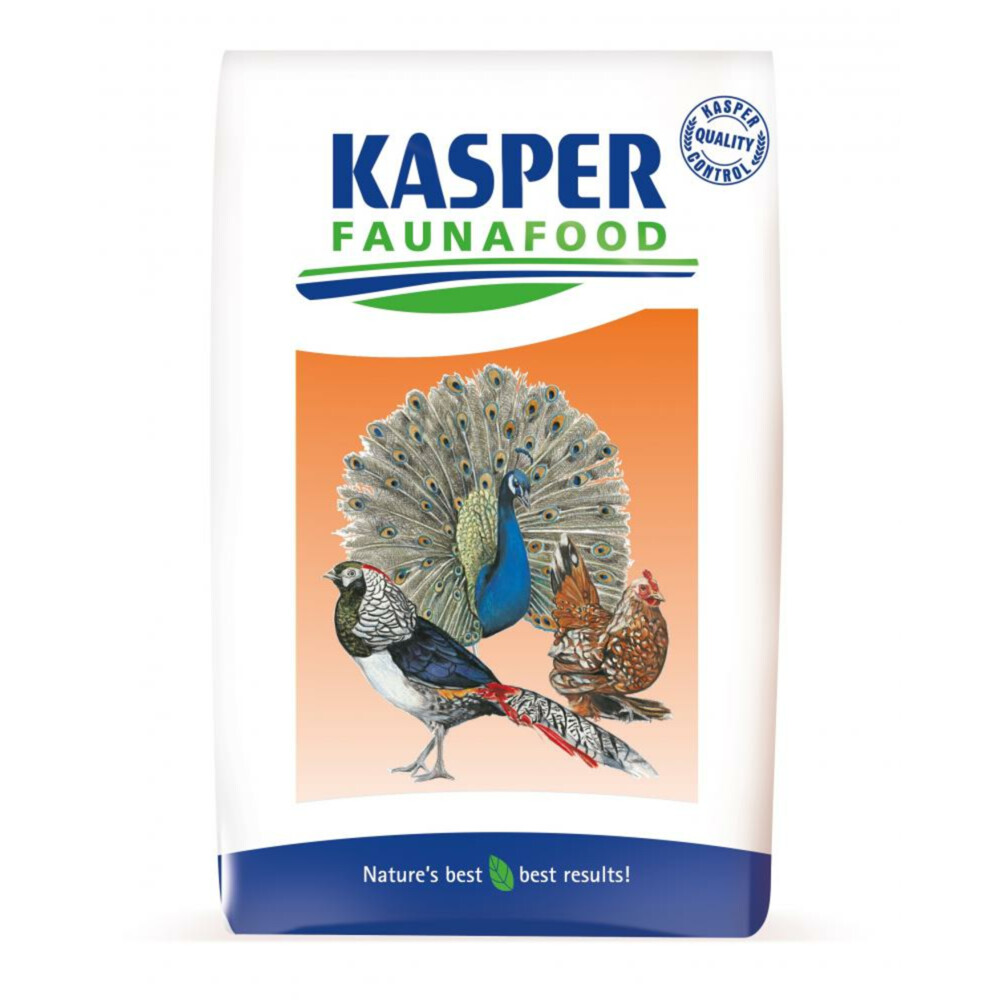 KASPER
QUALITY
CONTROL
KASPER
FAUNAFOOD
Nature's best best results!